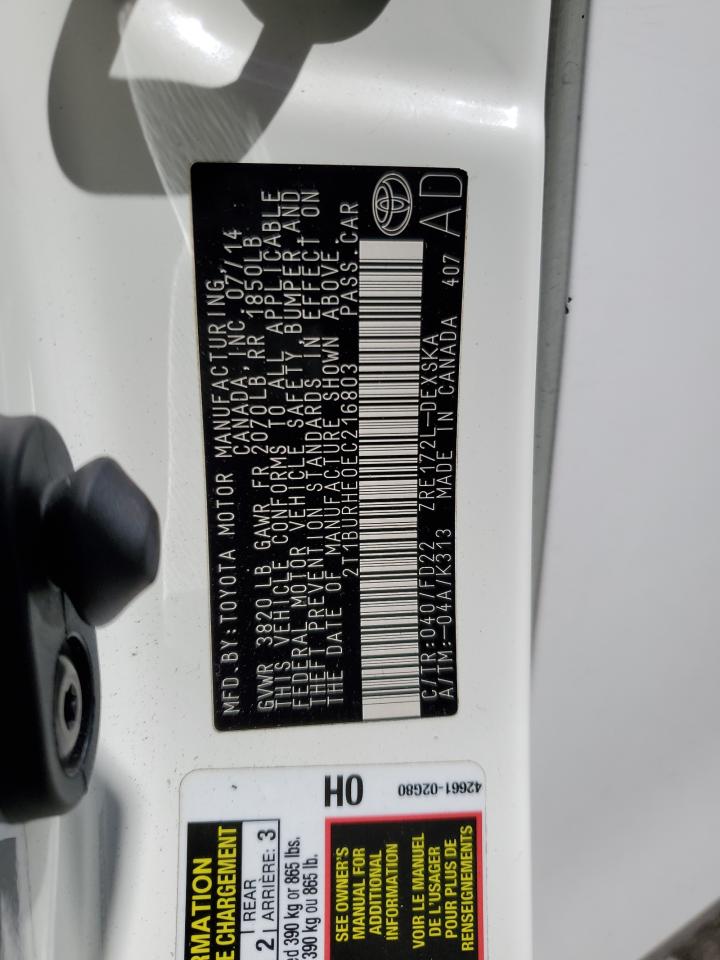 MFD.BY:TOYOTA MOTOR MANUFACTURING,
CANADA,INC. 07/14
GVWR 3820LB GAWR FR 2070LB,RR 1850LB
THIS VEHICLE CONFORMS TO ALL APPLICABLE
FEDERAL MOTOR VEHICLE SAFETY,BUMPER,AND
THEFT PREVENTION STANDARDS IN EFFECT ON
THE DATE OF MANUFACTURE SHOWN ABOVE.
2T1BURHE0EC216803 PASS.CAR
C/TR:040/FD22 ZRE172L-DEXSKA
A/TM:-04A/K313 MADE IN CANADA 407
AD
0H
42661-02G80
RMATION
E CHARGEMENT
2 REAR
ARRIÈRE: 3
ed 390 kg or 865 lbs.
390 kg ou 865 lb.
SEE OWNER'S
MANUAL FOR
ADDITIONAL
INFORMATION
VOIR LE MANUEL
DE L'USAGER
POUR PLUS DE
RENSEIGNEMENTS